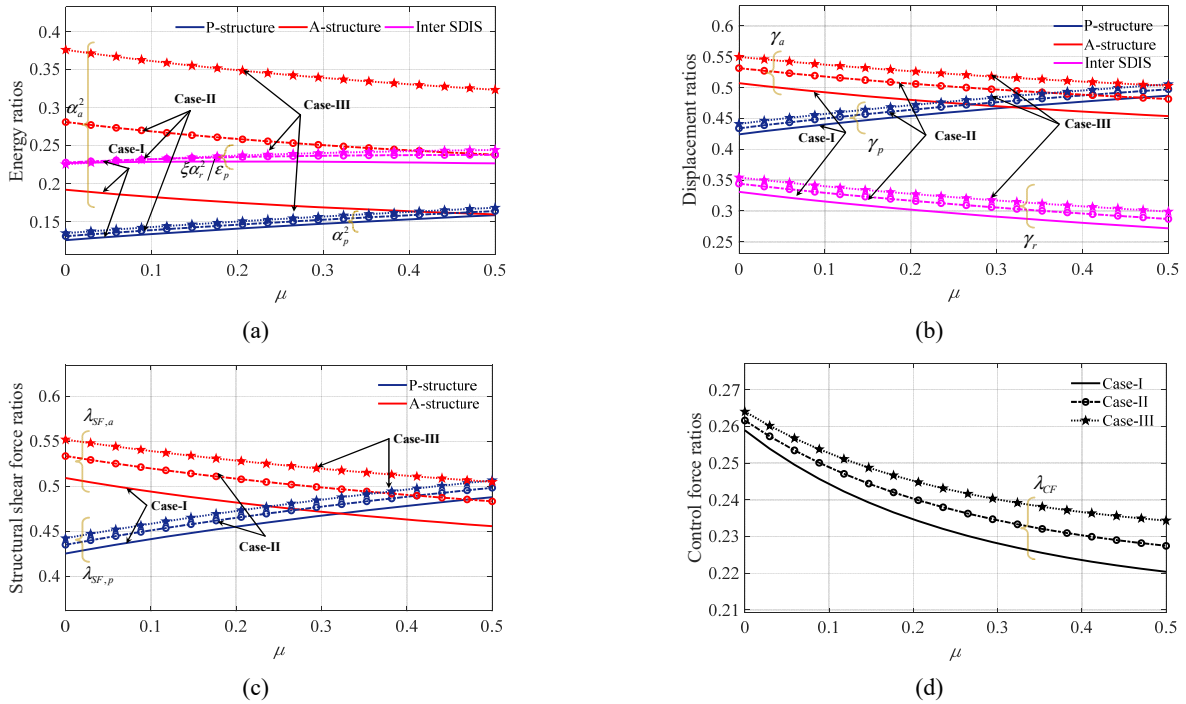 P-structure A-structure Inter SDIS
0.4
0.35
0.3
0.25
0.2
0.15
Energy ratios
α_a^2
Case-II
Case-III
Case-I
ξα_r^2/ε_p
α_p^2
0 0.1 0.2 0.3 0.4 0.5
μ
(a)
P-structure
A-structure
Inter SDIS
0.6
0.55
0.5
0.45
0.4
0.35
0.3
0.25
Displacement ratios
γ_a
Case-I
γ_p
Case-II
Case-III
γ_r
0 0.1 0.2 0.3 0.4 0.5
μ
(b)
P-structure
A-structure
0.6
0.55
0.5
0.45
0.4
Structural shear force ratios
λ_{SF,a}
Case-III
Case-I
Case-II
λ_{SF,p}
0 0.1 0.2 0.3 0.4 0.5
μ
(c)
Case-I
Case-II
Case-III
0.27
0.26
0.25
0.24
0.23
0.22
0.21
Control force ratios
λ_{CF}
0 0.1 0.2 0.3 0.4 0.5
μ
(d)